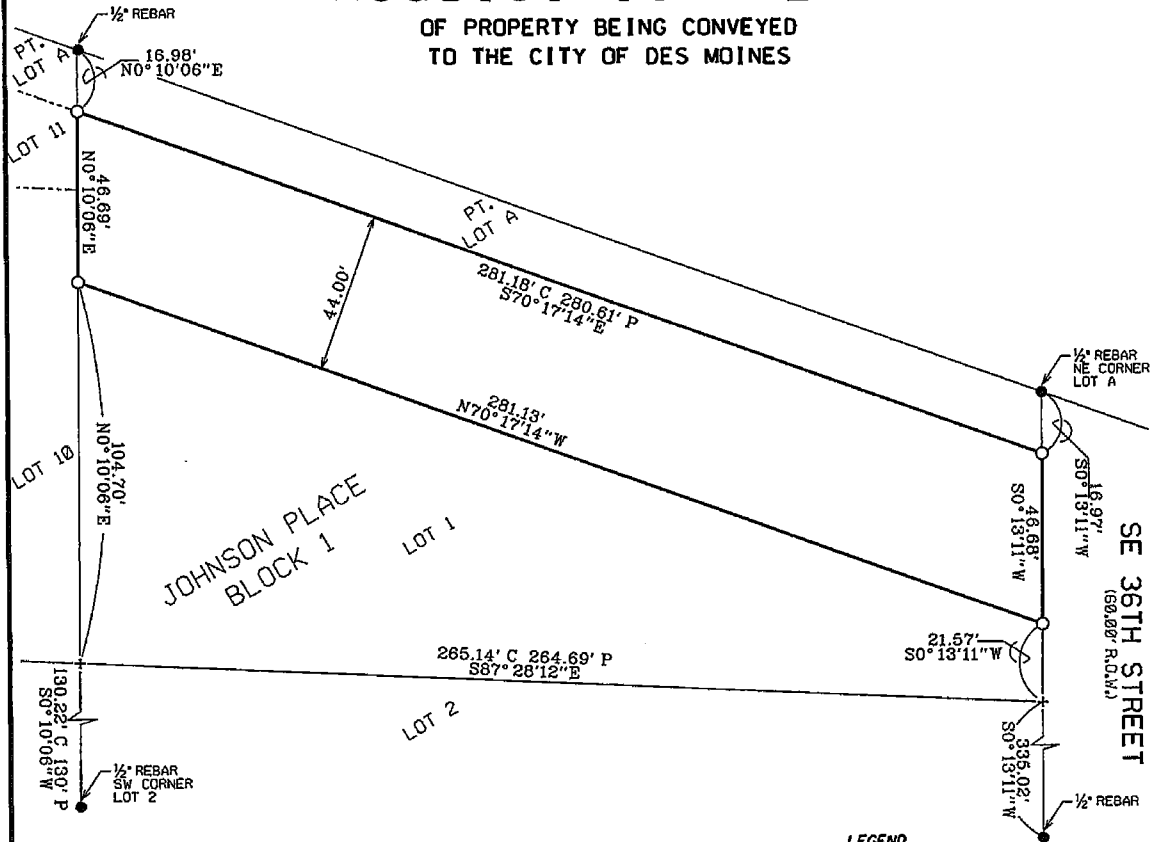 OF PROPERTY BEING CONVEYED
TO THE CITY OF DES MOINES
½" REBAR
PT.
LOT A
16.98'
N0°10'06"E
LOT 11
46.69'
N0°10'06"E
PT. A
LOT
44.00'
281.18' C 280.61' P
S70°17'14"E
½" REBAR
NE CORNER
LOT A
281.13'
N70°17'14"W
16.97'
S0°13'11"W
46.68'
S0°13'11"W
LOT 10
104.70'
N0°10'06"E
JOHNSON PLACE
BLOCK 1
LOT 1
SE 36TH STREET
(60.00' R.O.W.)
21.57'
S0°13'11"W
265.14' C 264.69' P
S87°28'12"E
LOT 2
130.22' C 130' P
S0°10'06"W
½" REBAR
SW CORNER
LOT 2
335.02'
S0°13'11"W
½" REBAR
LEGEND